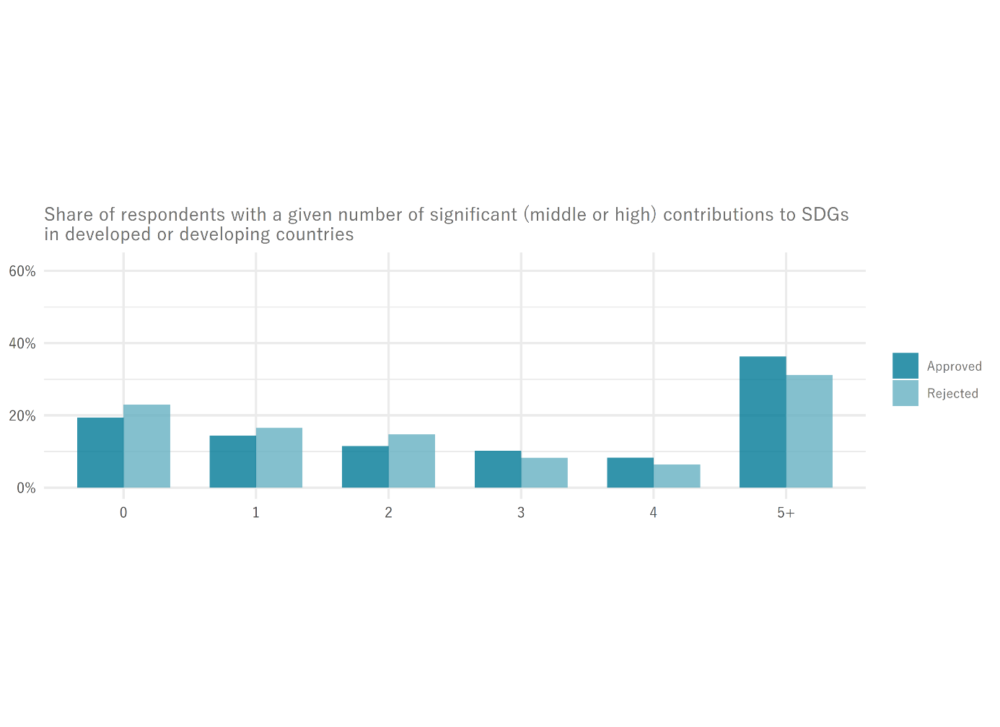 Share of respondents with a given number of significant (middle or high) contributions to SDGs
in developed or developing countries
60%
40%
20%
0%
0 1 2 3 4 5+
Approved
Rejected